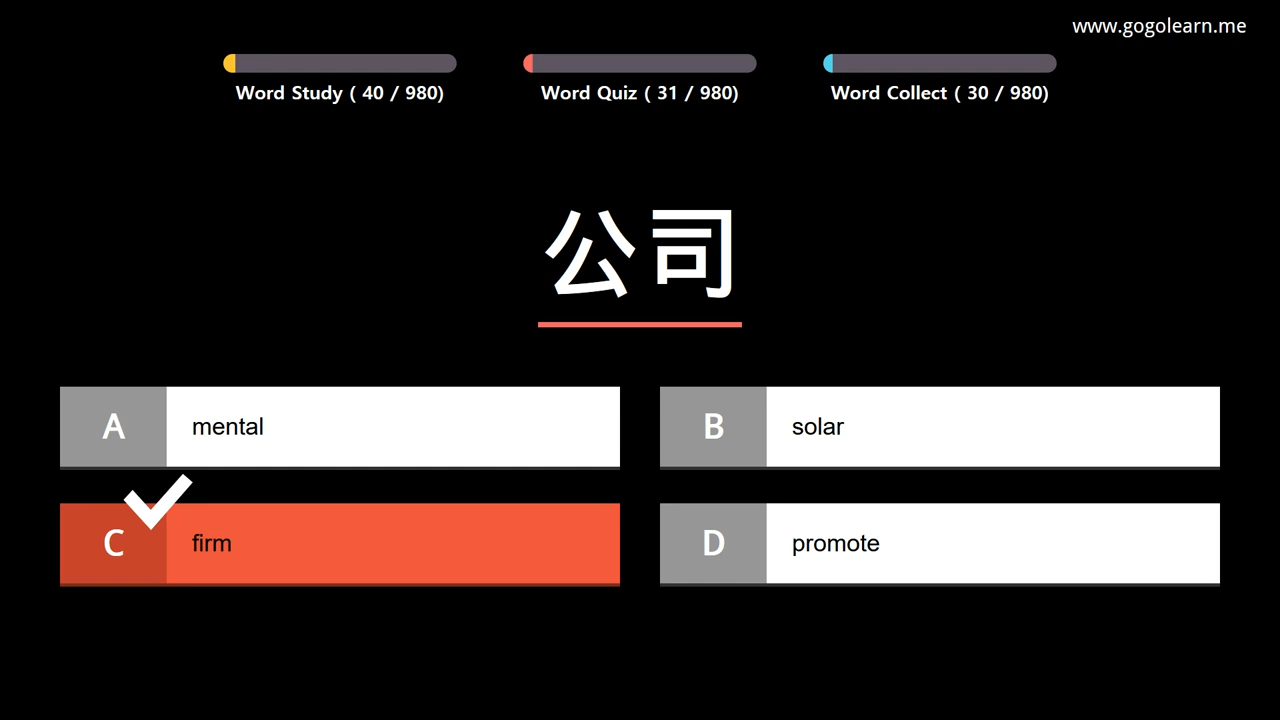 www.gogolearn.me
Word Study ( 40 / 980)
Word Quiz ( 31 / 980)
Word Collect ( 30 / 980)
公司
A mental
B solar
C firm
D promote